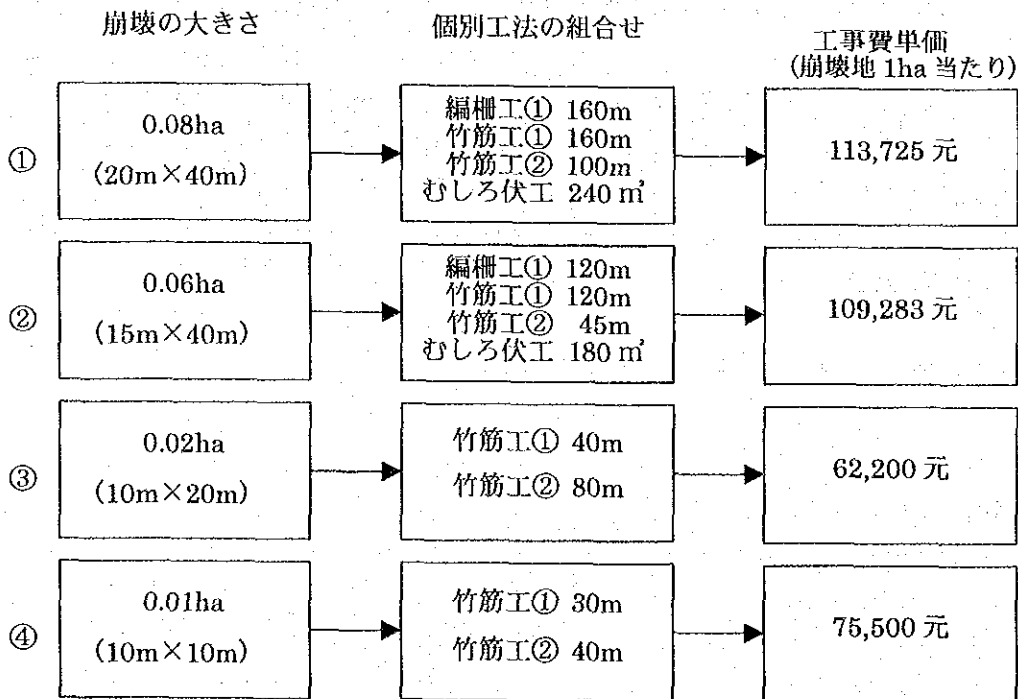 崩壊の大きさ
個別工法の組合せ
工事費単価
(崩壊地 1ha 当たり)
①
0.08ha
(20m×40m)
編柵工① 160m
竹筋工① 160m
竹筋工② 100m
むしろ伏工 240 ㎡
113,725 元
②
0.06ha
(15m×40m)
編柵工① 120m
竹筋工① 120m
竹筋工② 45m
むしろ伏工 180 ㎡
109,283 元
③
0.02ha
(10m×20m)
竹筋工① 40m
竹筋工② 80m
62,200 元
④
0.01ha
(10m×10m)
竹筋工① 30m
竹筋工② 40m
75,500 元